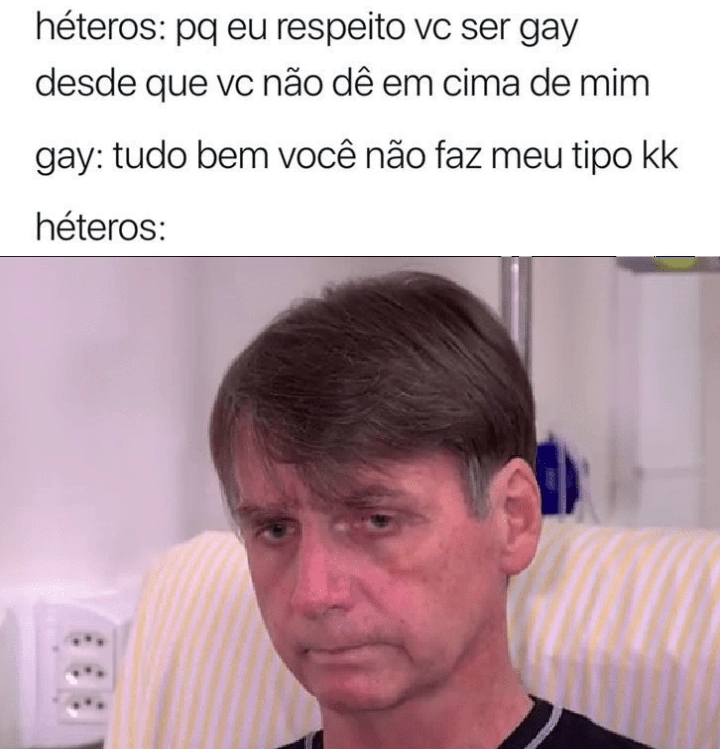 héteros: pq eu respeito vc ser gay
desde que vc não dê em cima de mim
gay: tudo bem você não faz meu tipo kk
héteros: